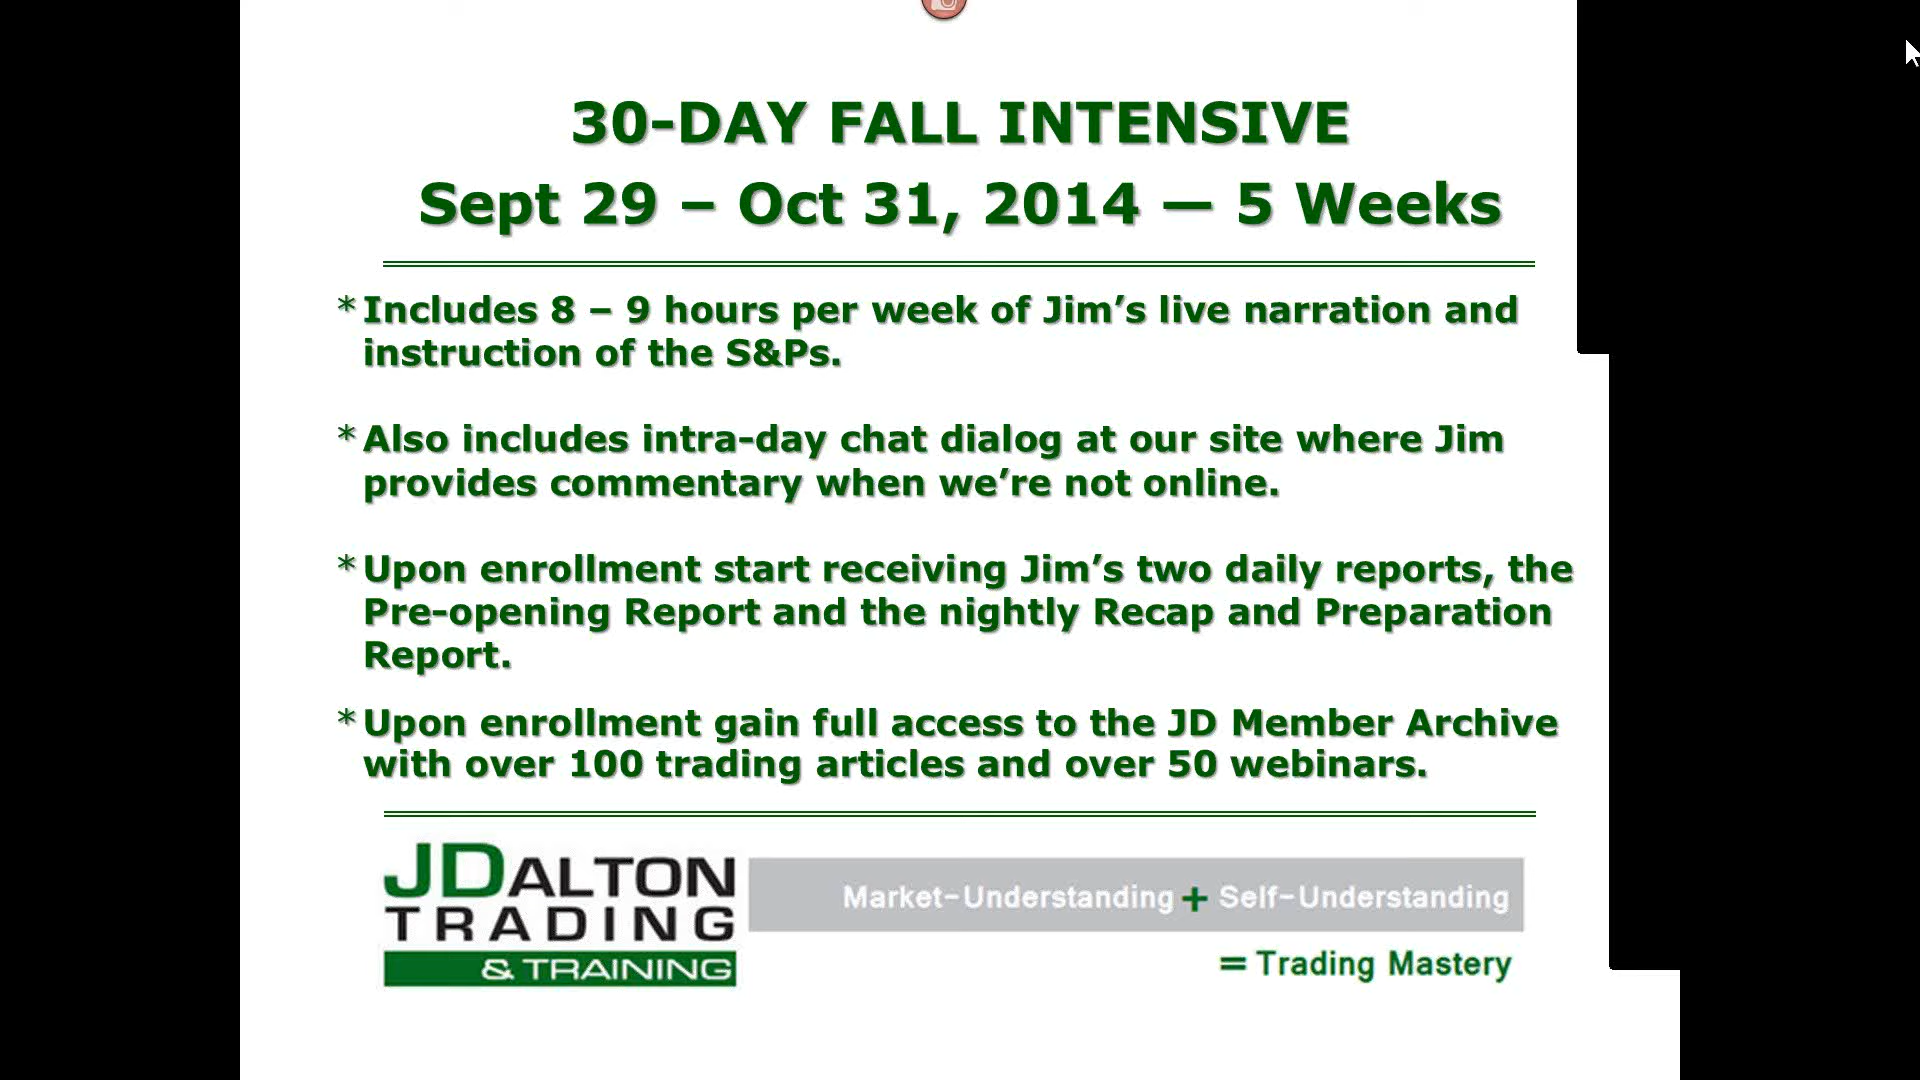 30-DAY FALL INTENSIVE
Sept 29 – Oct 31, 2014 — 5 Weeks
* Includes 8 – 9 hours per week of Jim’s live narration and
instruction of the S&Ps.
* Also includes intra-day chat dialog at our site where Jim
provides commentary when we’re not online.
* Upon enrollment start receiving Jim’s two daily reports, the
Pre-opening Report and the nightly Recap and Preparation
Report.
* Upon enrollment gain full access to the JD Member Archive
with over 100 trading articles and over 50 webinars.
JDALTON
TRADING
& TRAINING
Market-Understanding + Self-Understanding
= Trading Mastery